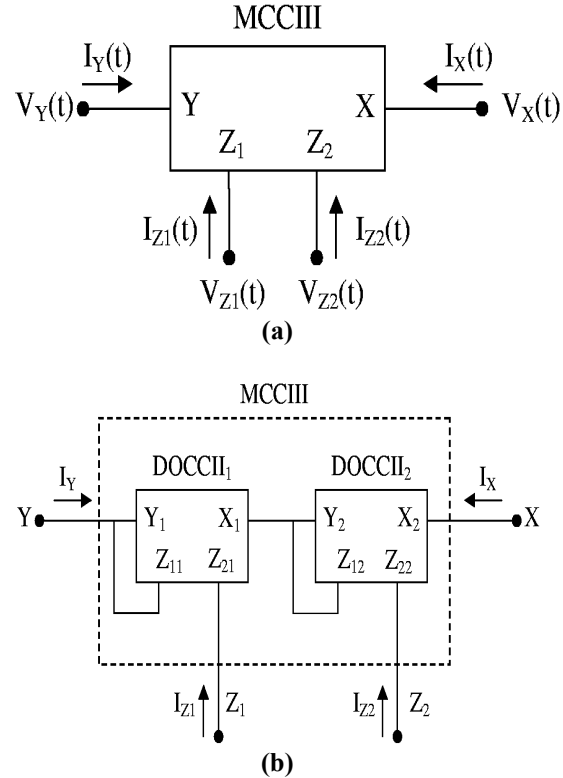 MCCIII
I_Y(t) I_X(t)
V_Y(t) Y X V_X(t)
Z_1 Z_2
I_Z1(t) I_Z2(t)
V_Z1(t) V_Z2(t)
(a)
MCCIII
DOCCII_1 DOCCII_2
I_Y I_X
Y Y_1 X_1 Y_2 X_2 X
Z_11 Z_21 Z_12 Z_22
I_Z1 Z_1 I_Z2 Z_2
(b)